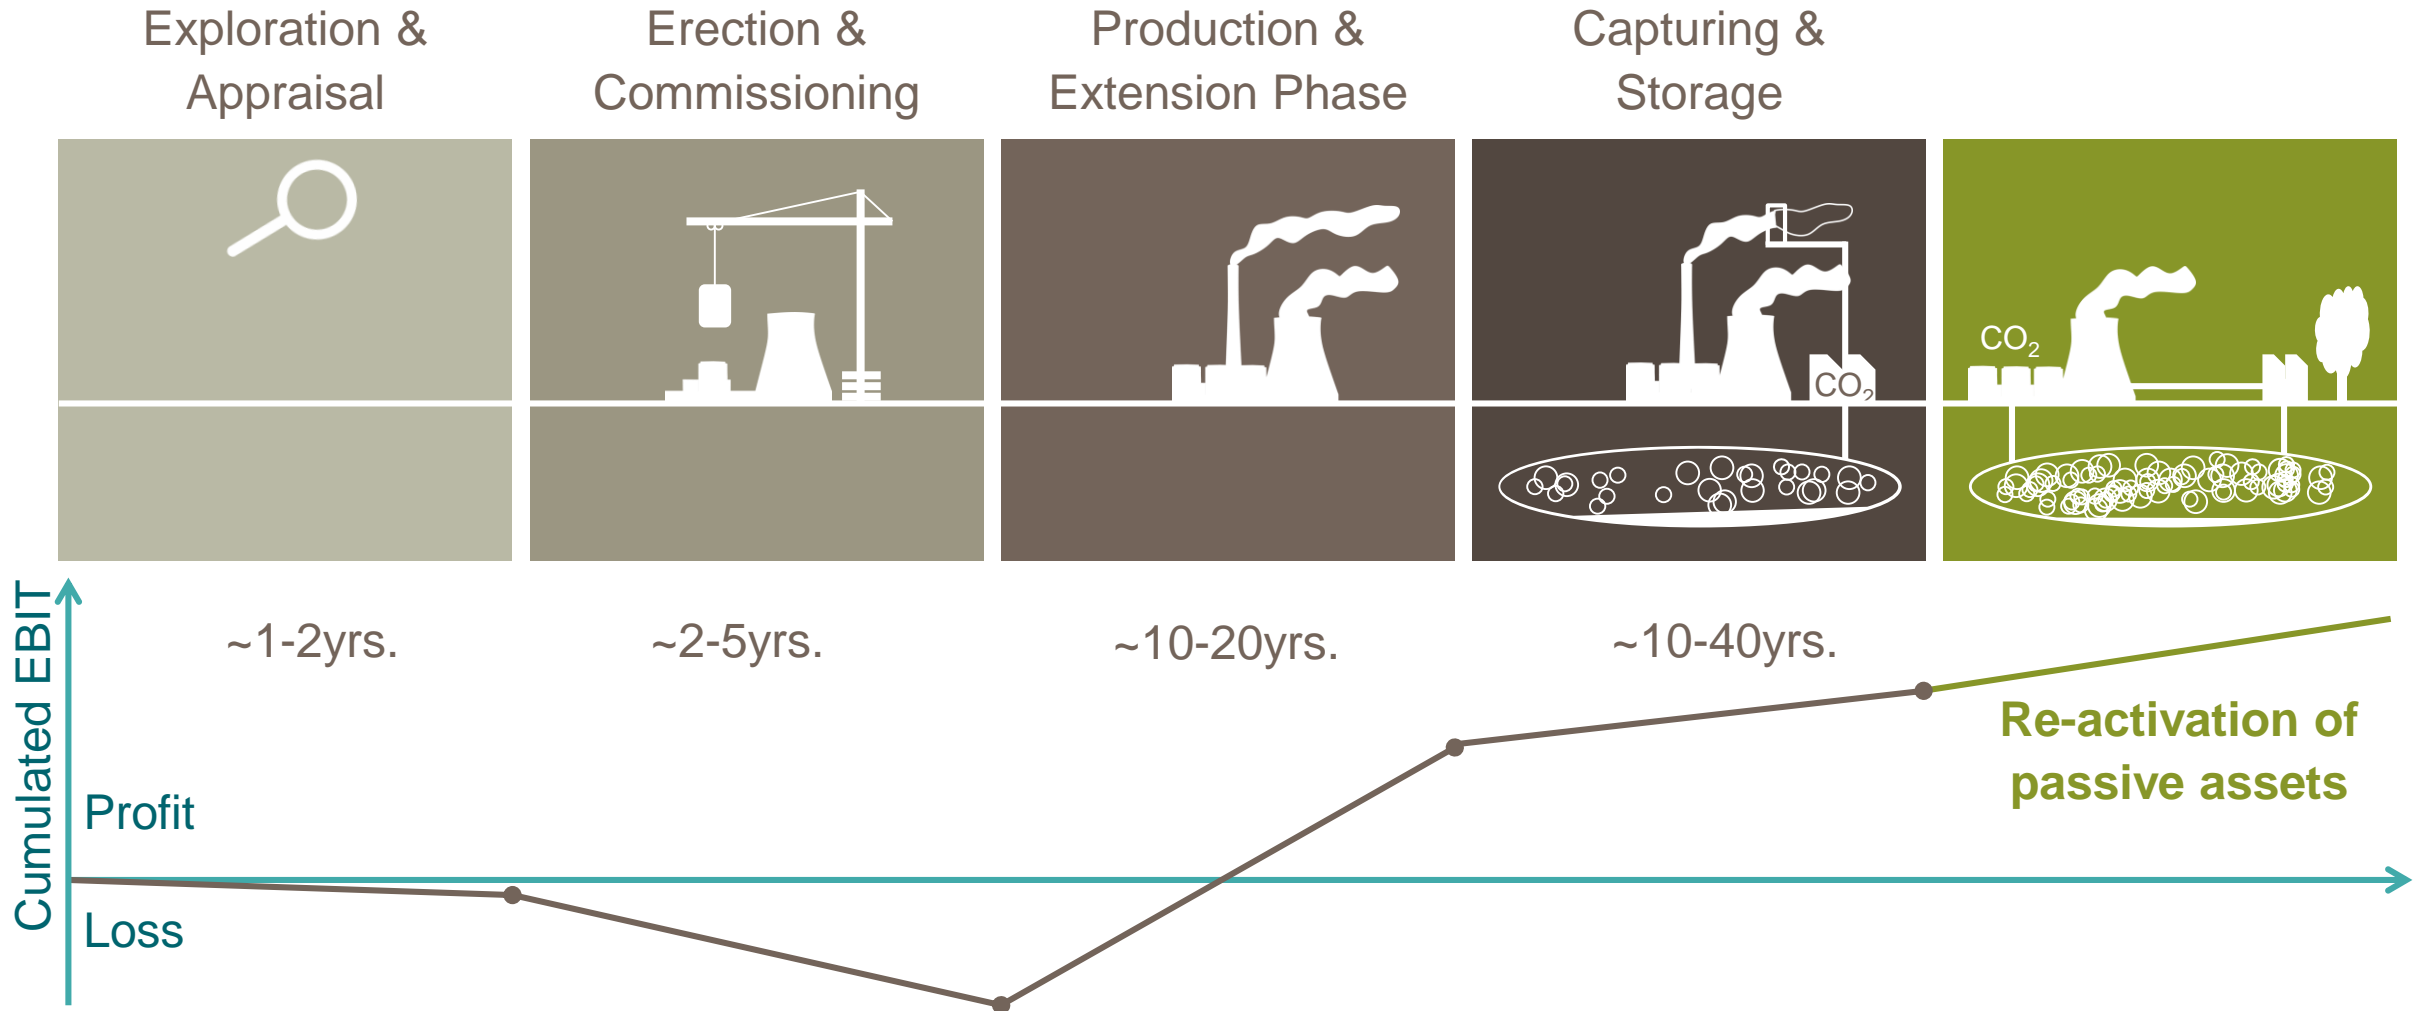 Exploration &
Appraisal
Erection &
Commissioning
Production &
Extension Phase
Capturing &
Storage
CO₂
CO₂
Cumulated EBIT
~1-2yrs.
~2-5yrs.
~10-20yrs.
~10-40yrs.
Re-activation of
passive assets
Profit
Loss